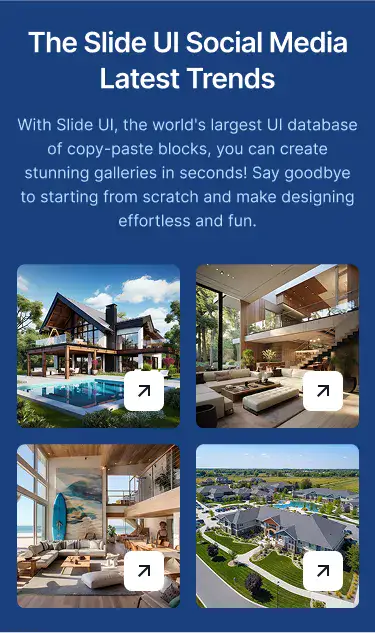 The Slide UI Social Media
Latest Trends
With Slide UI, the world's largest UI database
of copy-paste blocks, you can create
stunning galleries in seconds! Say goodbye
to starting from scratch and make designing
effortless and fun.